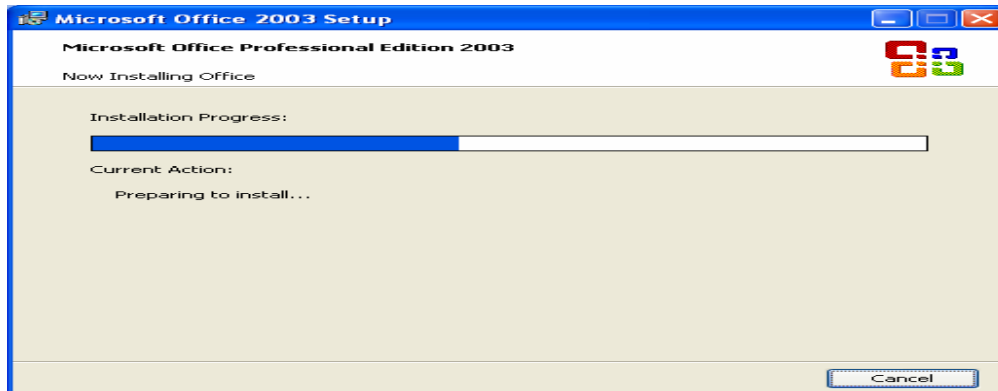 Microsoft Office 2003 Setup
Microsoft Office Professional Edition 2003
Now Installing Office
Installation Progress:
Current Action:
Preparing to install...
Cancel